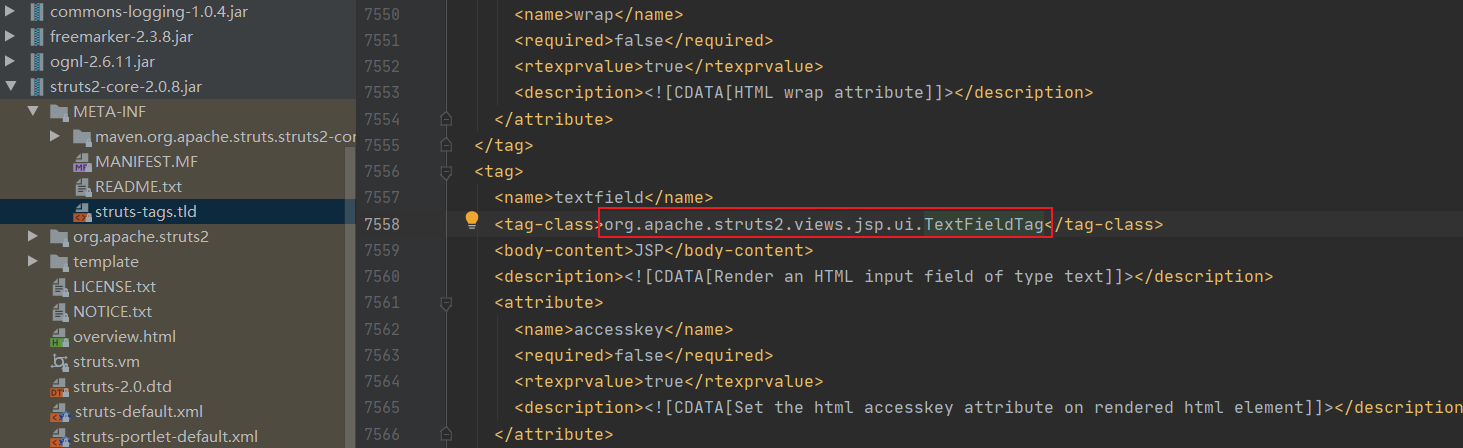 commons-logging-1.0.4.jar
freemarker-2.3.8.jar
ognl-2.6.11.jar
struts2-core-2.0.8.jar
META-INF
maven.org.apache.struts.struts2-cor
MANIFEST.MF
README.txt
struts-tags.tld
org.apache.struts2
template
LICENSE.txt
NOTICE.txt
overview.html
struts.vm
struts-2.0.dtd
struts-default.xml
struts-portlet-default.xml
7550 <name>wrap</name>
7551 <required>false</required>
7552 <rtexprvalue>true</rtexprvalue>
7553 <description><![CDATA[HTML wrap attribute]]></description>
7554 </attribute>
7555 </tag>
7556 <tag>
7557 <name>textfield</name>
7558 <tag-class>org.apache.struts2.views.jsp.ui.TextFieldTag</tag-class>
7559 <body-content>JSP</body-content>
7560 <description><![CDATA[Render an HTML input field of type text]]></description>
7561 <attribute>
7562 <name>accesskey</name>
7563 <required>false</required>
7564 <rtexprvalue>true</rtexprvalue>
7565 <description><![CDATA[Set the html accesskey attribute on rendered html element]]></description
7566 </attribute>